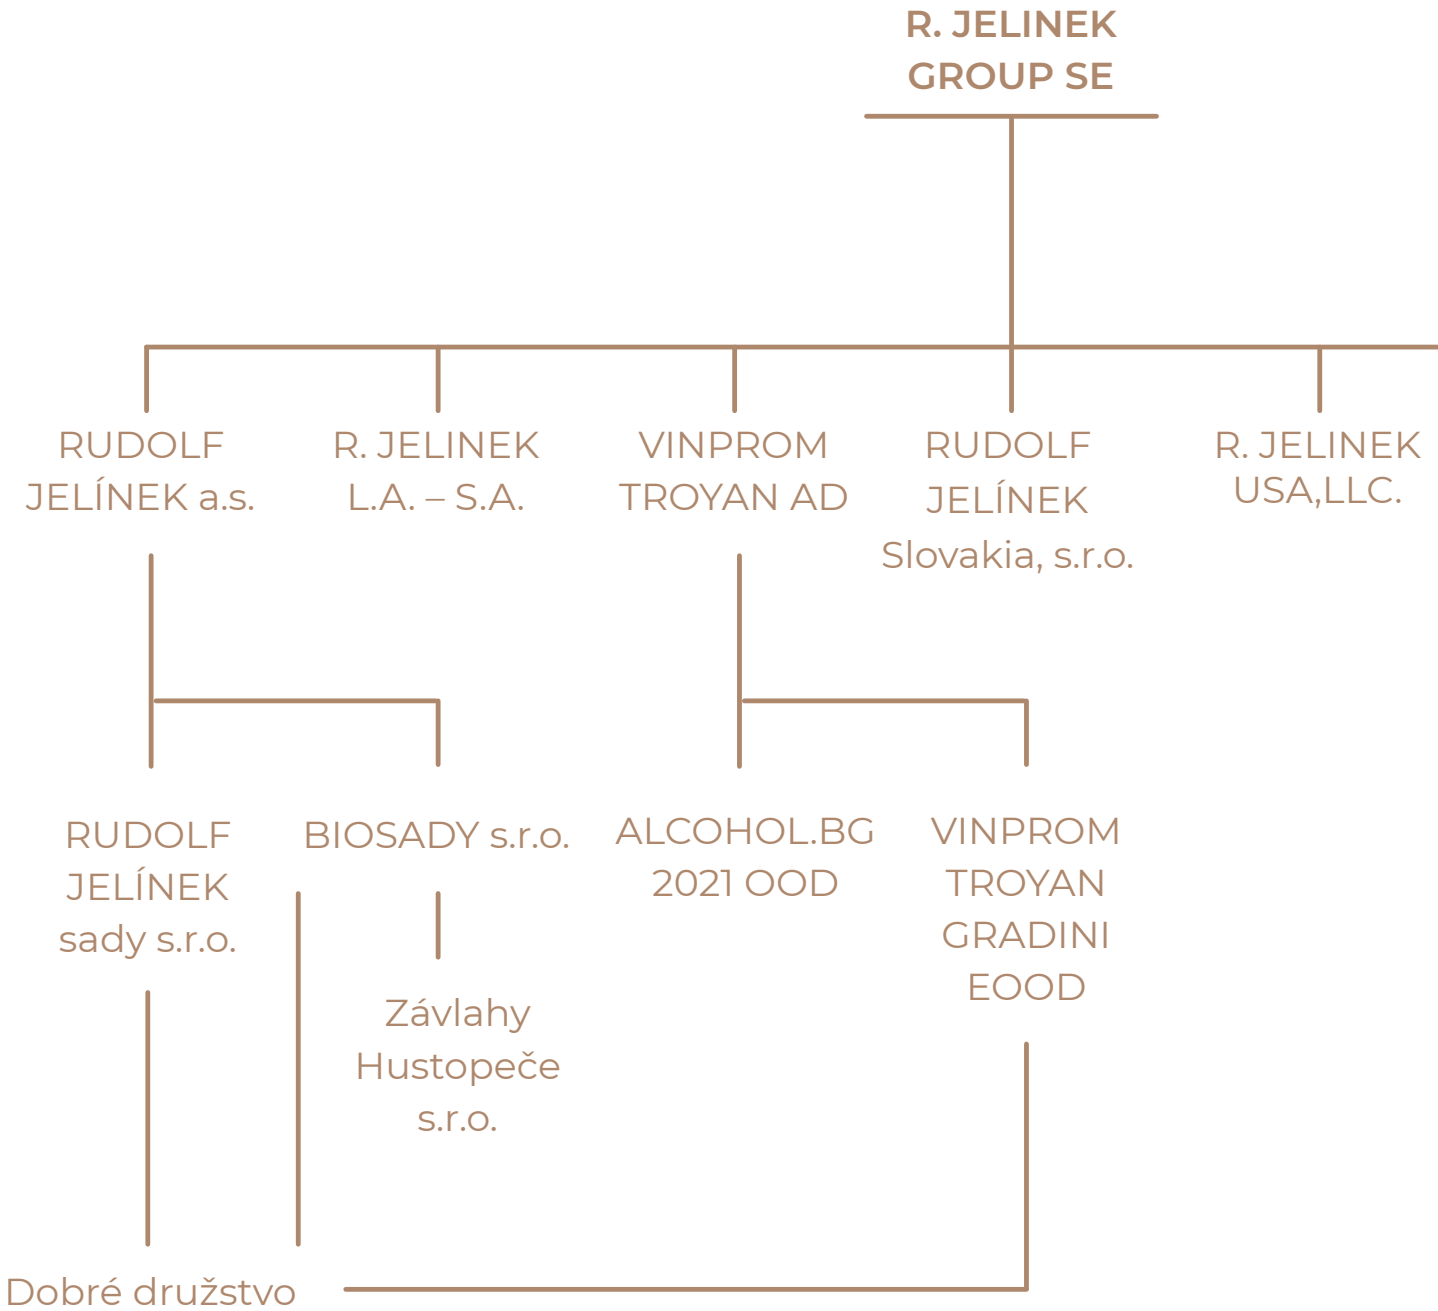 R. JELINEK
GROUP SE
RUDOLF
JELÍNEK a.s.
R. JELINEK
L.A. – S.A.
VINPROM
TROYAN AD
RUDOLF
JELÍNEK
Slovakia, s.r.o.
R. JELINEK
USA,LLC.
RUDOLF
JELÍNEK
sady s.r.o.
BIOSADY s.r.o.
ALCOHOL.BG
2021 OOD
VINPROM
TROYAN
GRADINI
EOOD
Závlahy
Hustopeče
s.r.o.
Dobré družstvo